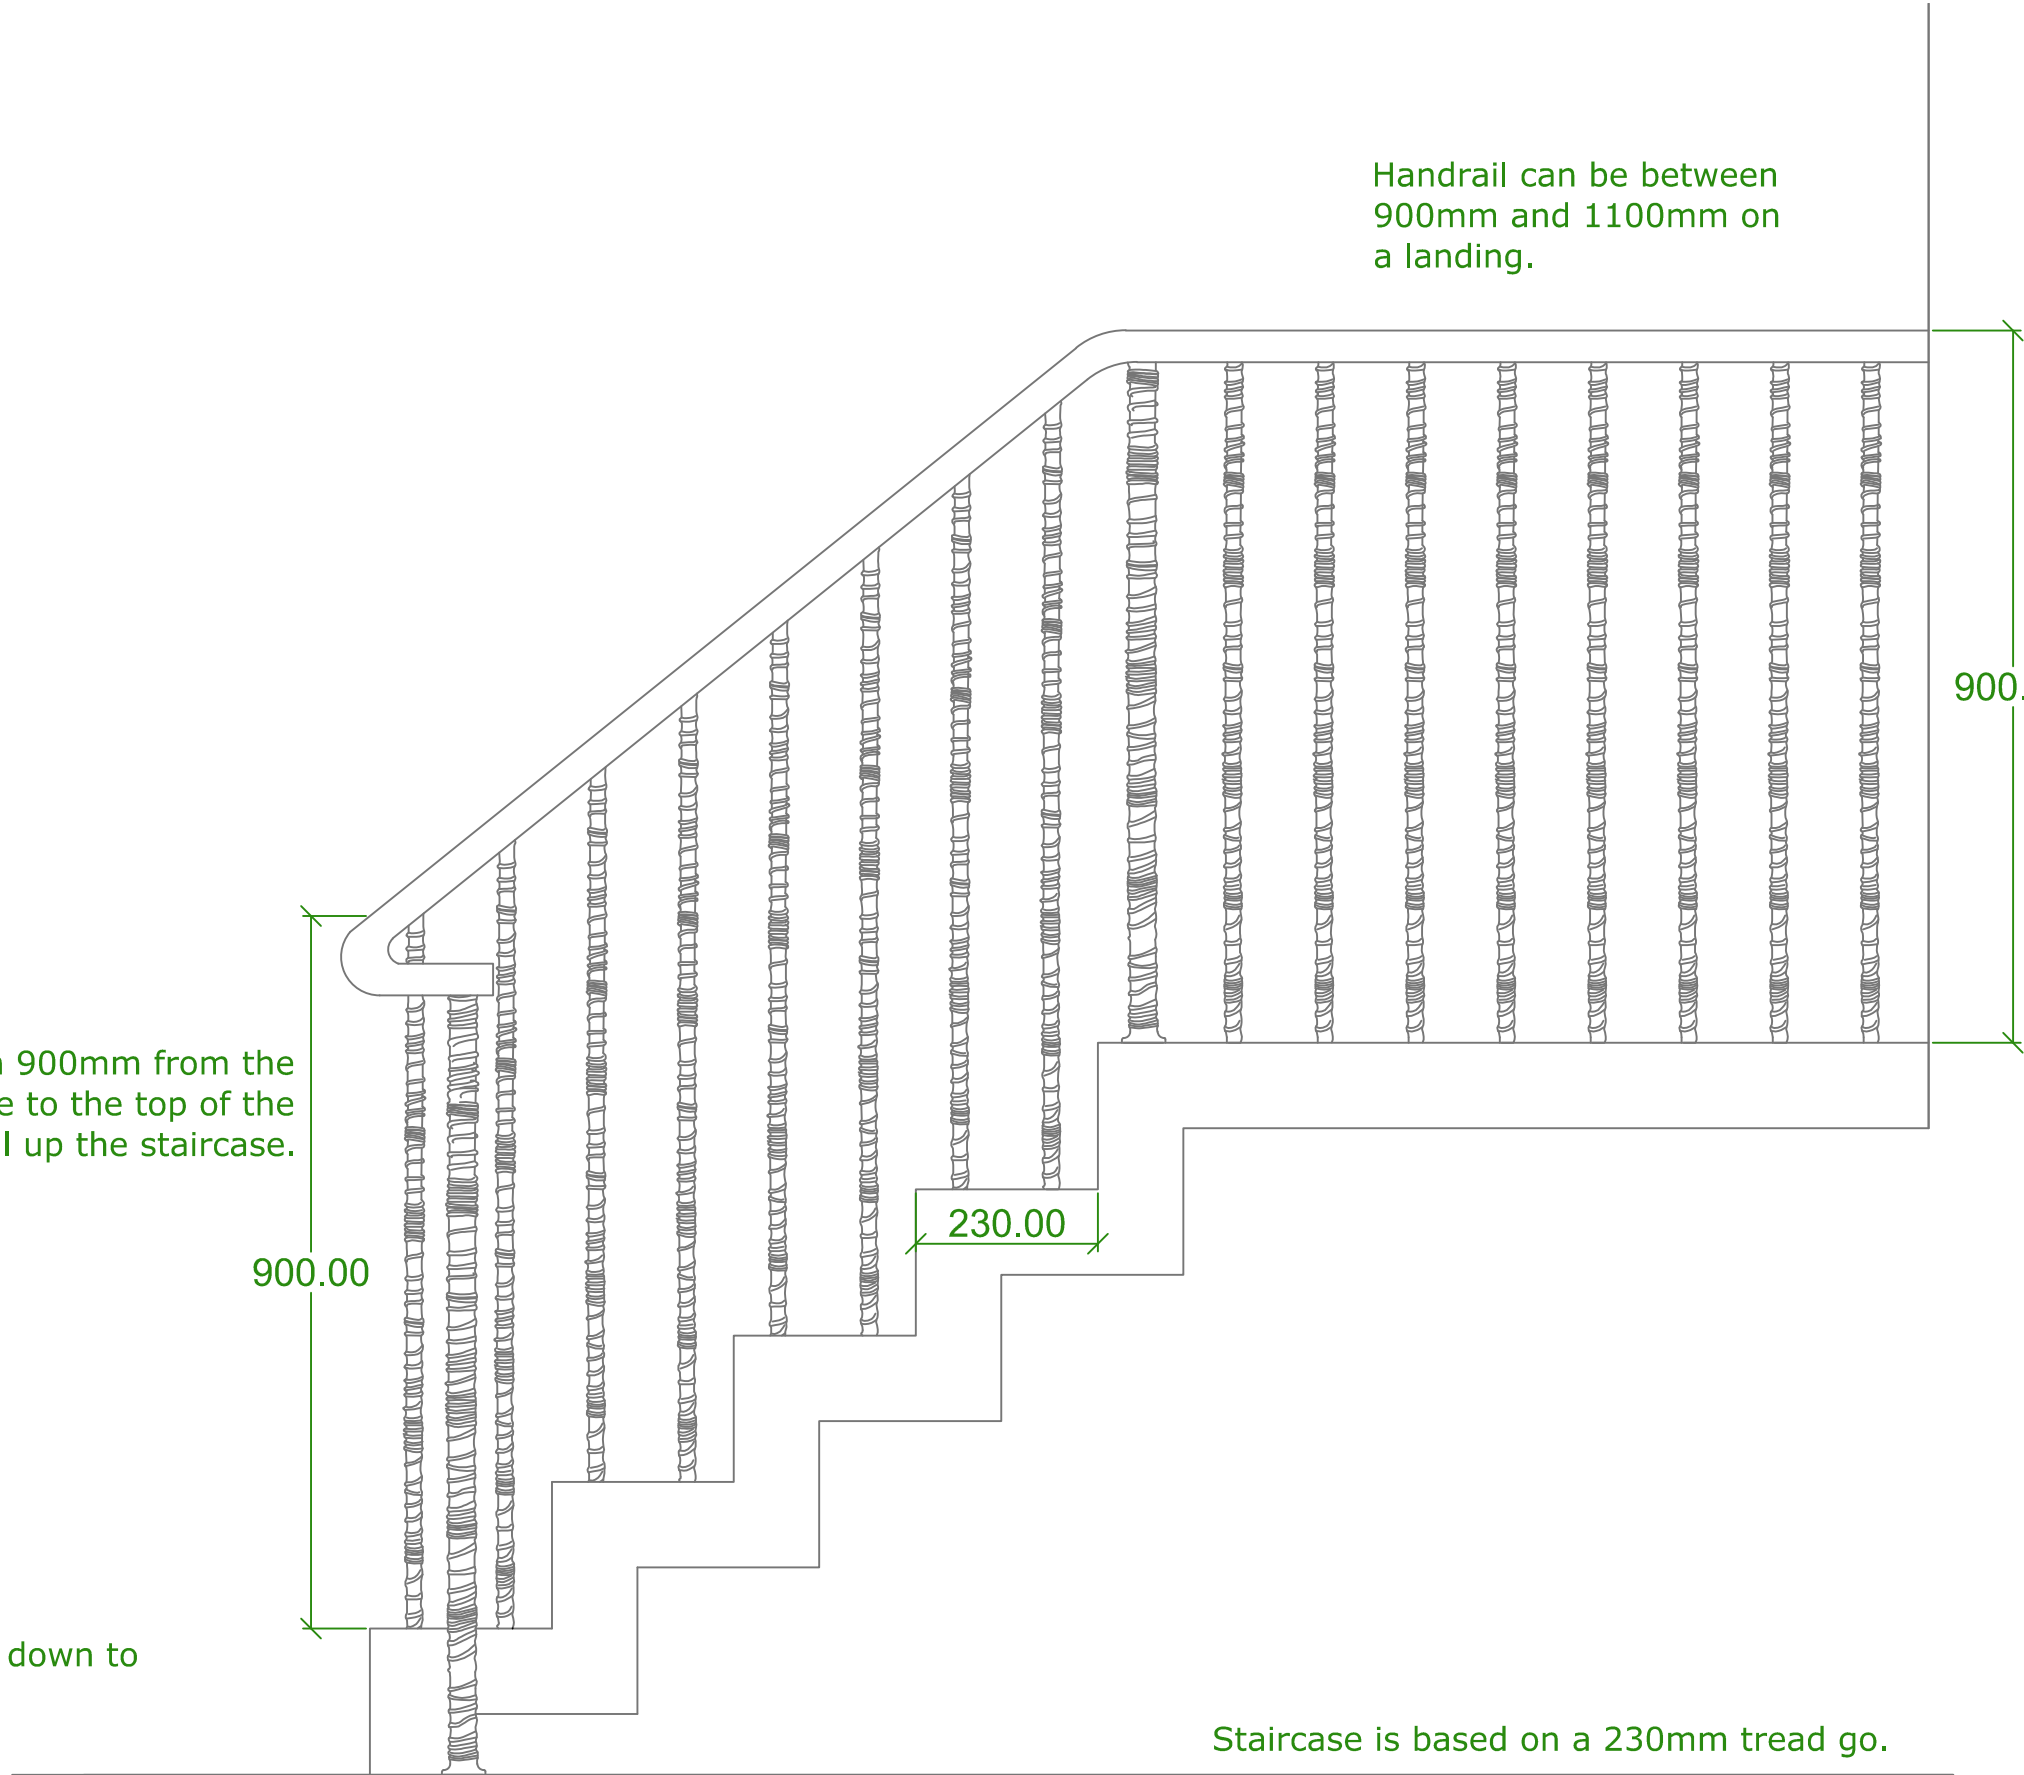 Handrail can be between
900mm and 1100mm on
a landing.
900.
900mm from the
to the top of the
up the staircase.
230.00
900.00
down to
Staircase is based on a 230mm tread go.